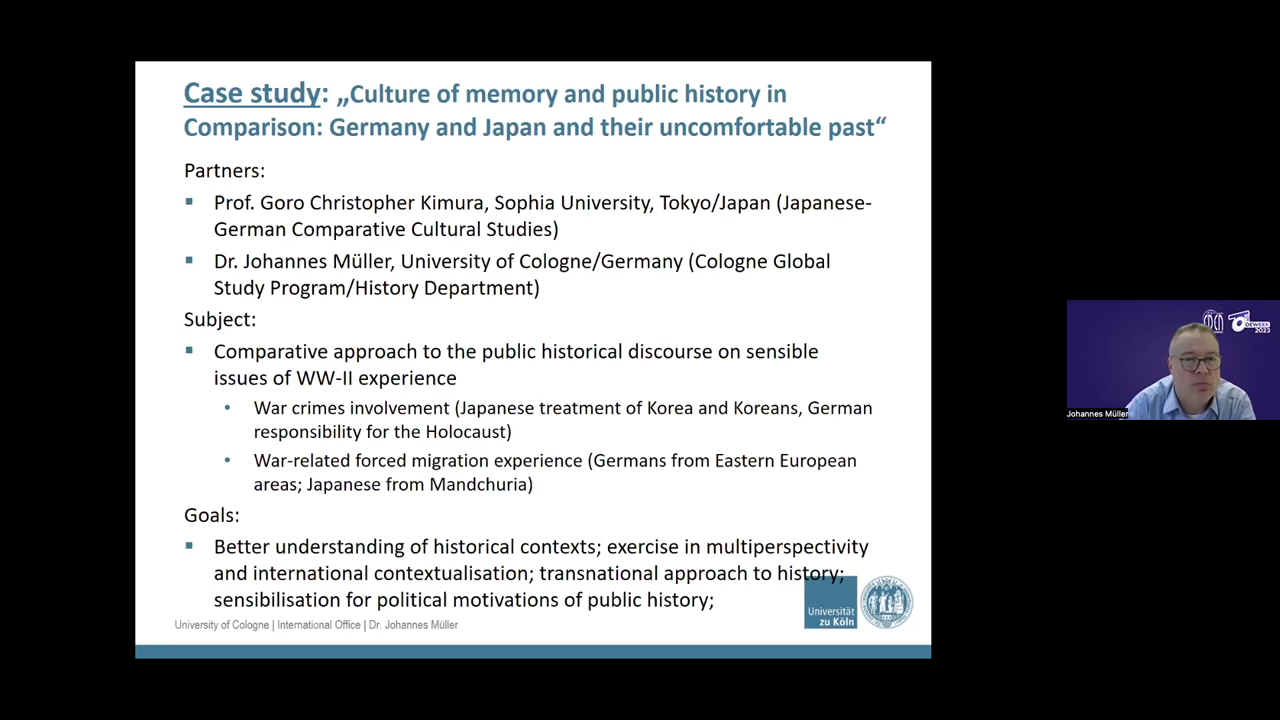 Case study: „Culture of memory and public history in
Comparison: Germany and Japan and their uncomfortable past“
Partners:
▪ Prof. Goro Christopher Kimura, Sophia University, Tokyo/Japan (Japanese-
German Comparative Cultural Studies)
▪ Dr. Johannes Müller, University of Cologne/Germany (Cologne Global
Study Program/History Department)
Subject:
▪ Comparative approach to the public historical discourse on sensible
issues of WW-II experience
• War crimes involvement (Japanese treatment of Korea and Koreans, German
responsibility for the Holocaust)
• War-related forced migration experience (Germans from Eastern European
areas; Japanese from Mandchuria)
Goals:
▪ Better understanding of historical contexts; exercise in multiperspectivity
and international contextualisation; transnational approach to history;
sensibilisation for political motivations of public history;
Universität
zu Köln
University of Cologne | International Office | Dr. Johannes Müller
OEWEEK
2023
Johannes Müller